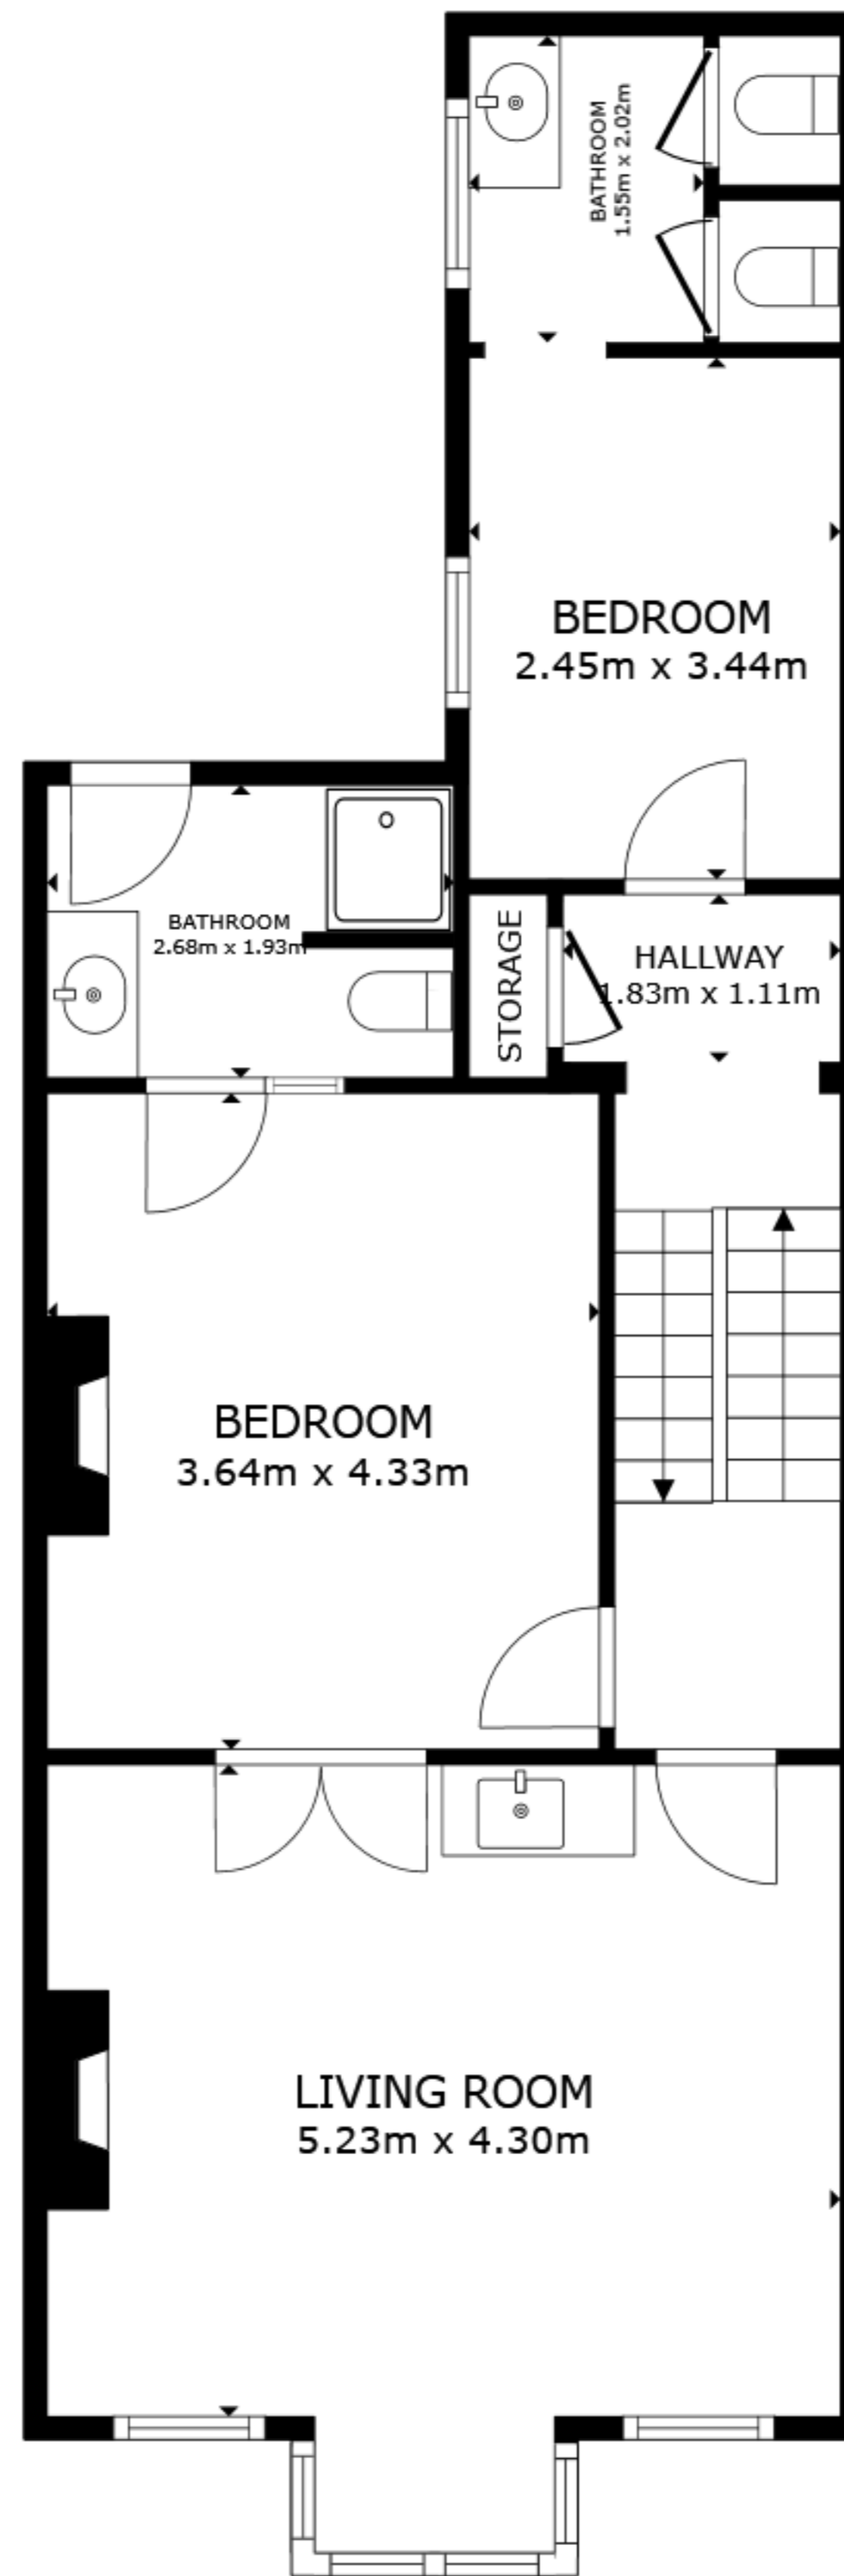 BATHROOM
1.55m x 2.02m
BEDROOM
2.45m x 3.44m
BATHROOM
2.68m x 1.93m
STORAGE
HALLWAY
1.83m x 1.11m
BEDROOM
3.64m x 4.33m
LIVING ROOM
5.23m x 4.30m